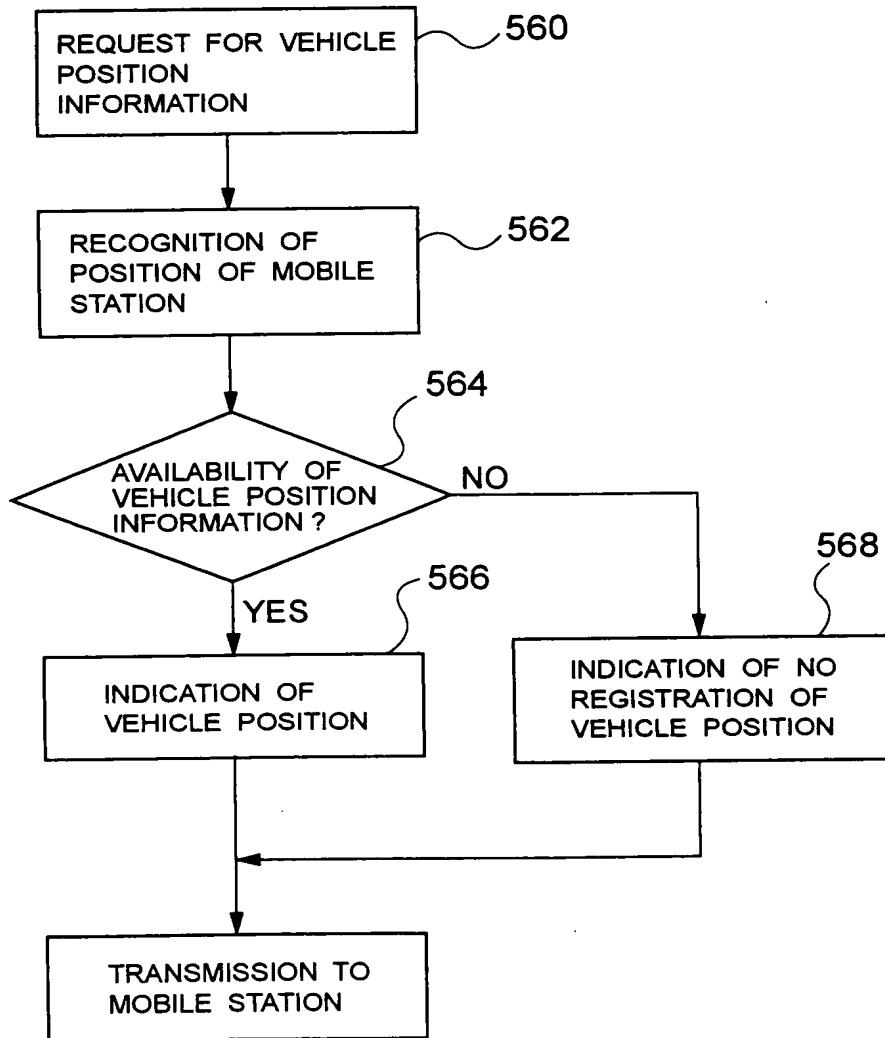 REQUEST FOR VEHICLE
POSITION
INFORMATION
560
RECOGNITION OF
POSITION OF MOBILE
STATION
562
564
AVAILABILITY OF
VEHICLE POSITION
INFORMATION ?
NO
YES
566
568
INDICATION OF
VEHICLE POSITION
INDICATION OF NO
REGISTRATION OF
VEHICLE POSITION
TRANSMISSION TO
MOBILE STATION